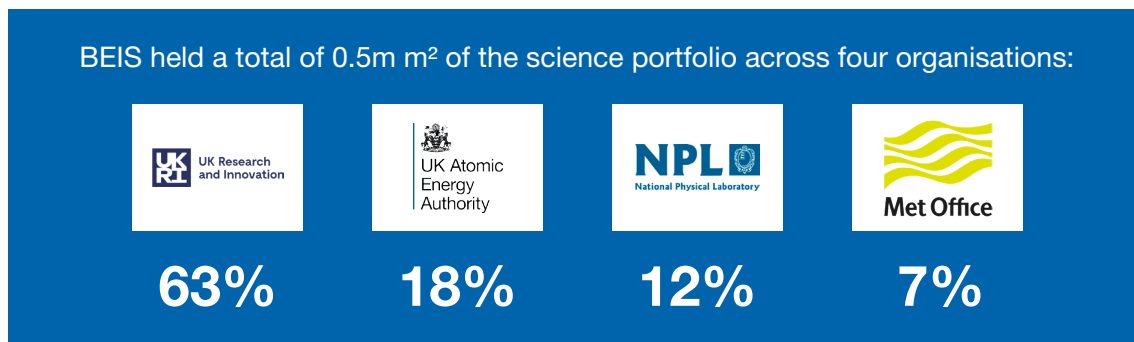 BEIS held a total of 0.5m m² of the science portfolio across four organisations:
UK
RI
UK Research
and Innovation
UK Atomic
Energy
Authority
NPL
National Physical Laboratory
Met Office
63%
18%
12%
7%